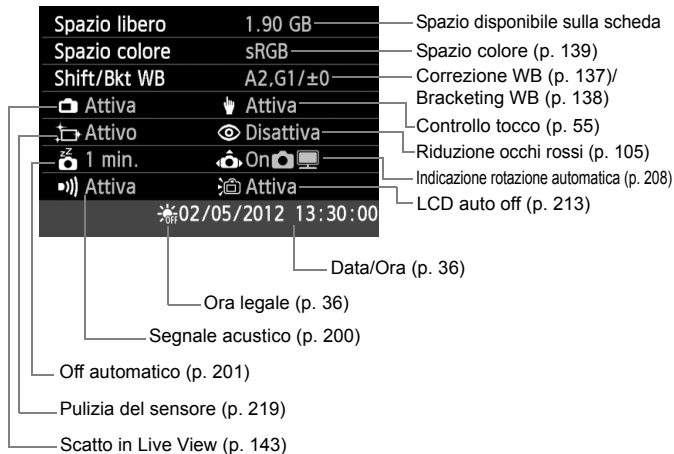 Spazio libero 1.90 GB
Spazio colore sRGB
Shift/Bkt WB A2,G1/±0
Attiva Attiva
Attivo Disattiva
zz 1 min. On
Attiva Attiva
OFF 02/05/2012 13:30:00
Spazio disponibile sulla scheda
Spazio colore (p. 139)
Correzione WB (p. 137)/
Bracketing WB (p. 138)
Controllo tocco (p. 55)
Riduzione occhi rossi (p. 105)
Indicazione rotazione automatica (p. 208)
LCD auto off (p. 213)
Data/Ora (p. 36)
Ora legale (p. 36)
Segnale acustico (p. 200)
Off automatico (p. 201)
Pulizia del sensore (p. 219)
Scatto in Live View (p. 143)